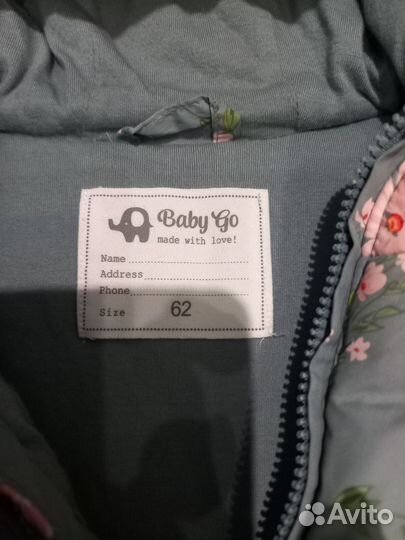 Baby Go
made with love!
Name
Address
Phone
Size 62
Avito